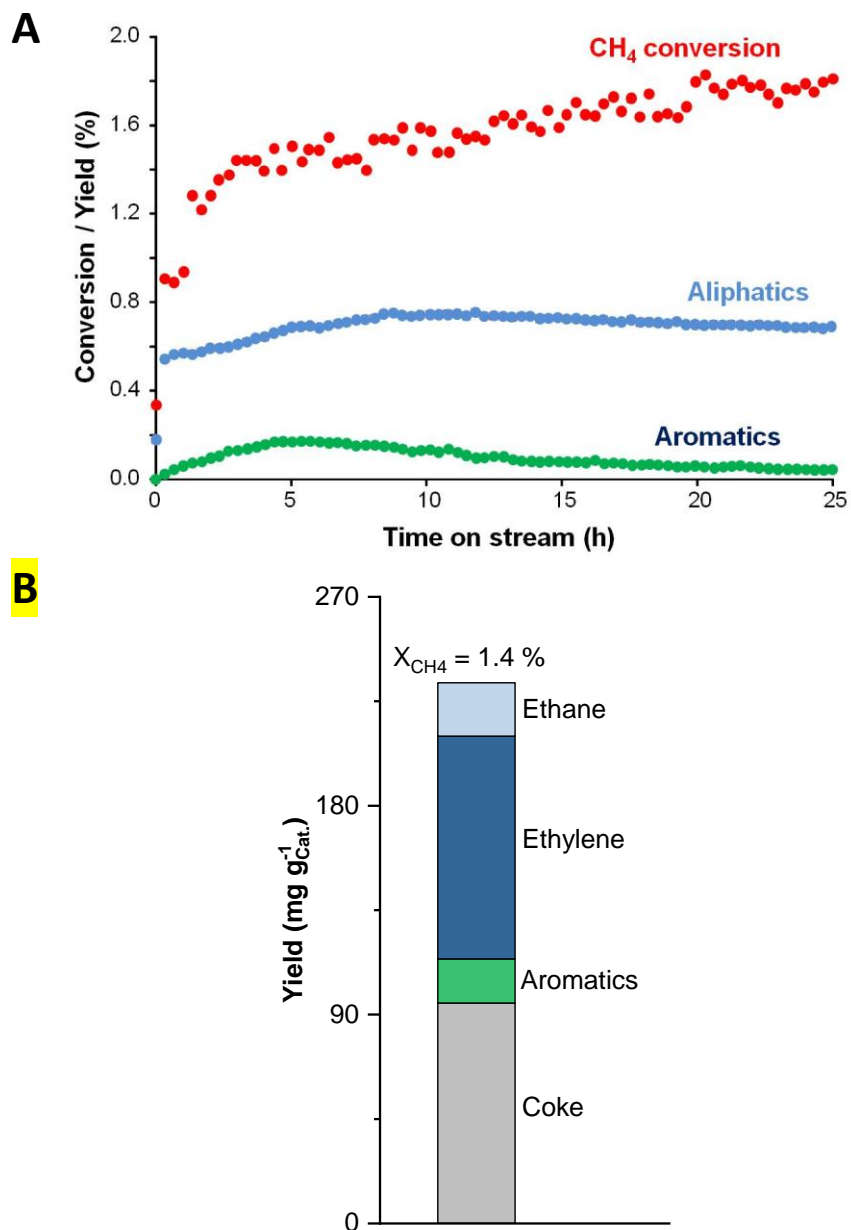 A
2.0
1.6
1.2
0.8
0.4
0.0
Conversion / Yield (%)
CH4 conversion
Aliphatics
Aromatics
0 5 10 15 20 25
Time on stream (h)
B
270
180
90
0
Yield (mg g-1Cat.)
XCH4 = 1.4 %
Ethane
Ethylene
Aromatics
Coke